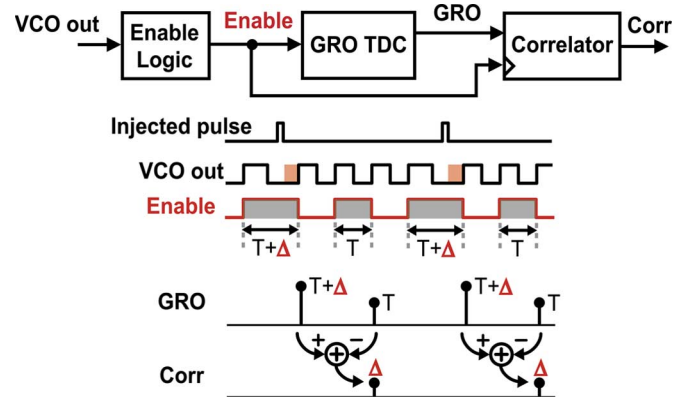 VCO out
Enable Logic
Enable
GRO TDC
GRO
Correlator
Corr
Injected pulse
VCO out
Enable
T+Δ T T+Δ T
GRO
T+Δ T T+Δ T
+ − + −
Corr
Δ Δ